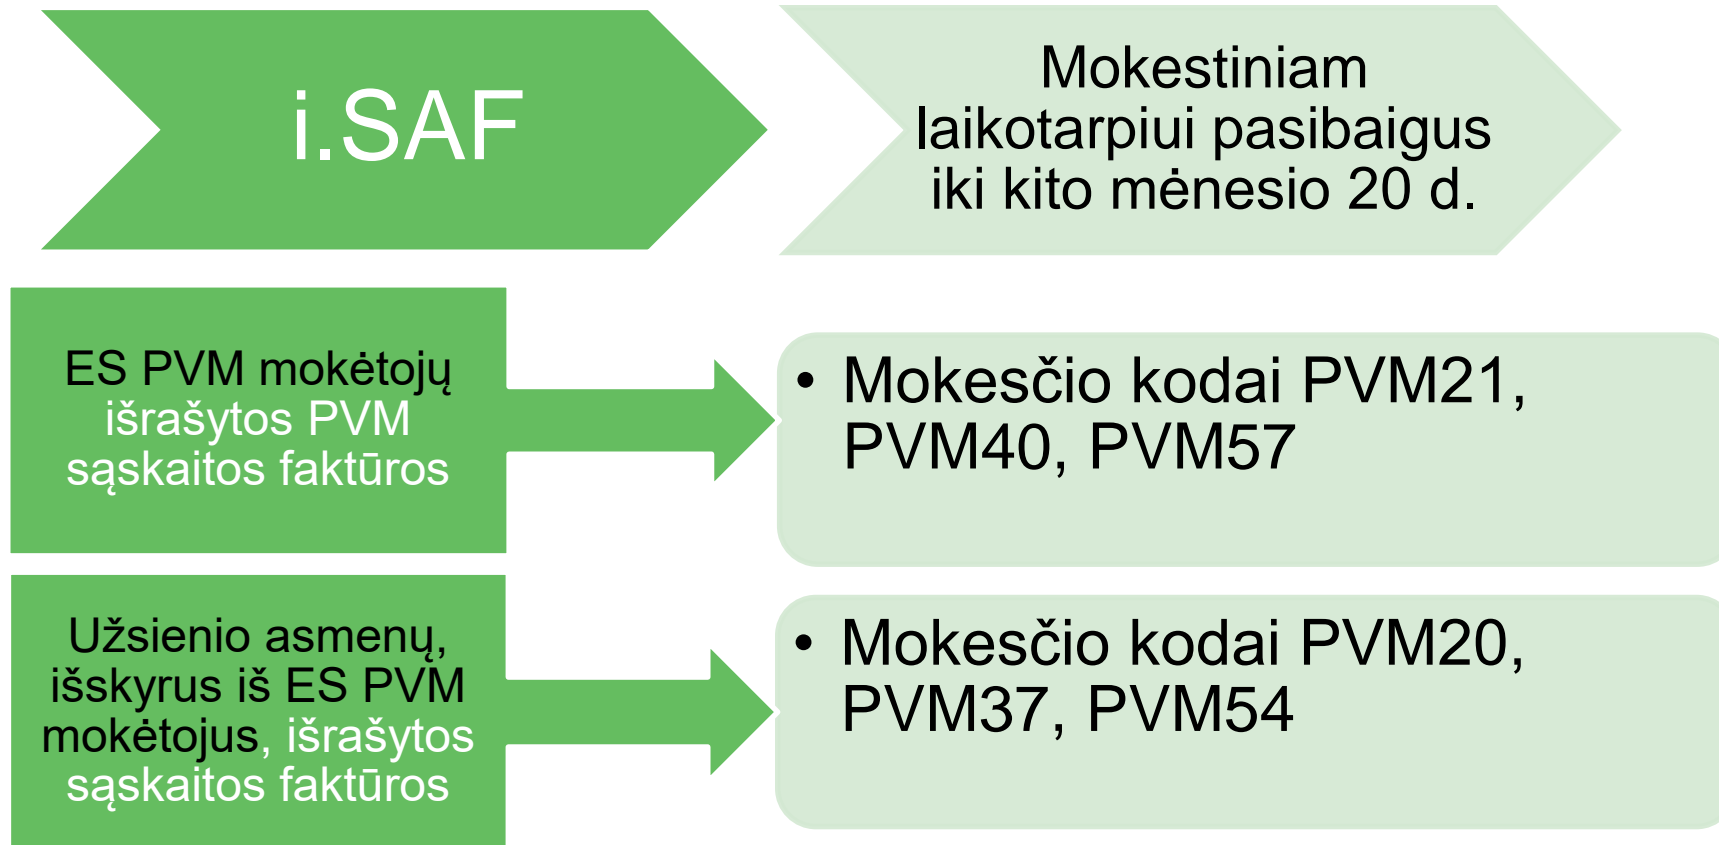 i.SAF
Mokestiniam
laikotarpiui pasibaigus
iki kito mėnesio 20 d.
ES PVM mokėtojų
išrašytos PVM
sąskaitos faktūros
• Mokesčio kodai PVM21,
PVM40, PVM57
Užsienio asmenų,
išskyrus iš ES PVM
mokėtojus, išrašytos
sąskaitos faktūros
• Mokesčio kodai PVM20,
PVM37, PVM54